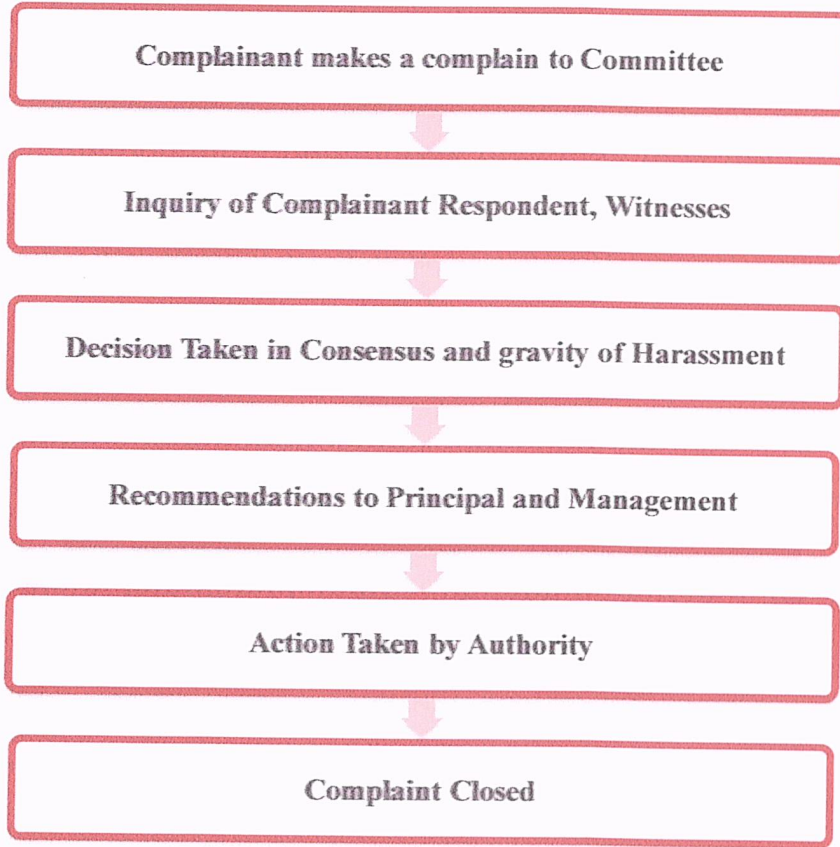 Complainant makes a complain to Committee
Inquiry of Complainant Respondent, Witnesses
Decision Taken in Consensus and gravity of Harassment
Recommendations to Principal and Management
Action Taken by Authority
Complaint Closed